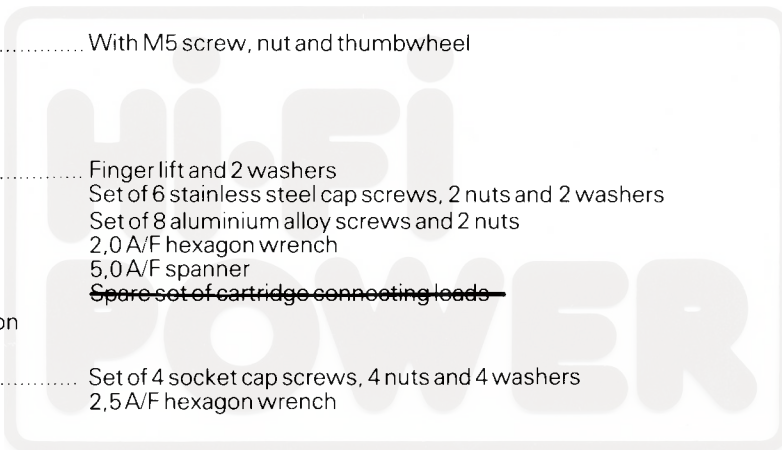 Hi-Fi
POWER
.............. With M5 screw, nut and thumbwheel
.............. Finger lift and 2 washers
Set of 6 stainless steel cap screws, 2 nuts and 2 washers
Set of 8 aluminium alloy screws and 2 nuts
2,0 A/F hexagon wrench
5,0 A/F spanner
Spare set of cartridge connecting leads
on
.............. Set of 4 socket cap screws, 4 nuts and 4 washers
2,5 A/F hexagon wrench